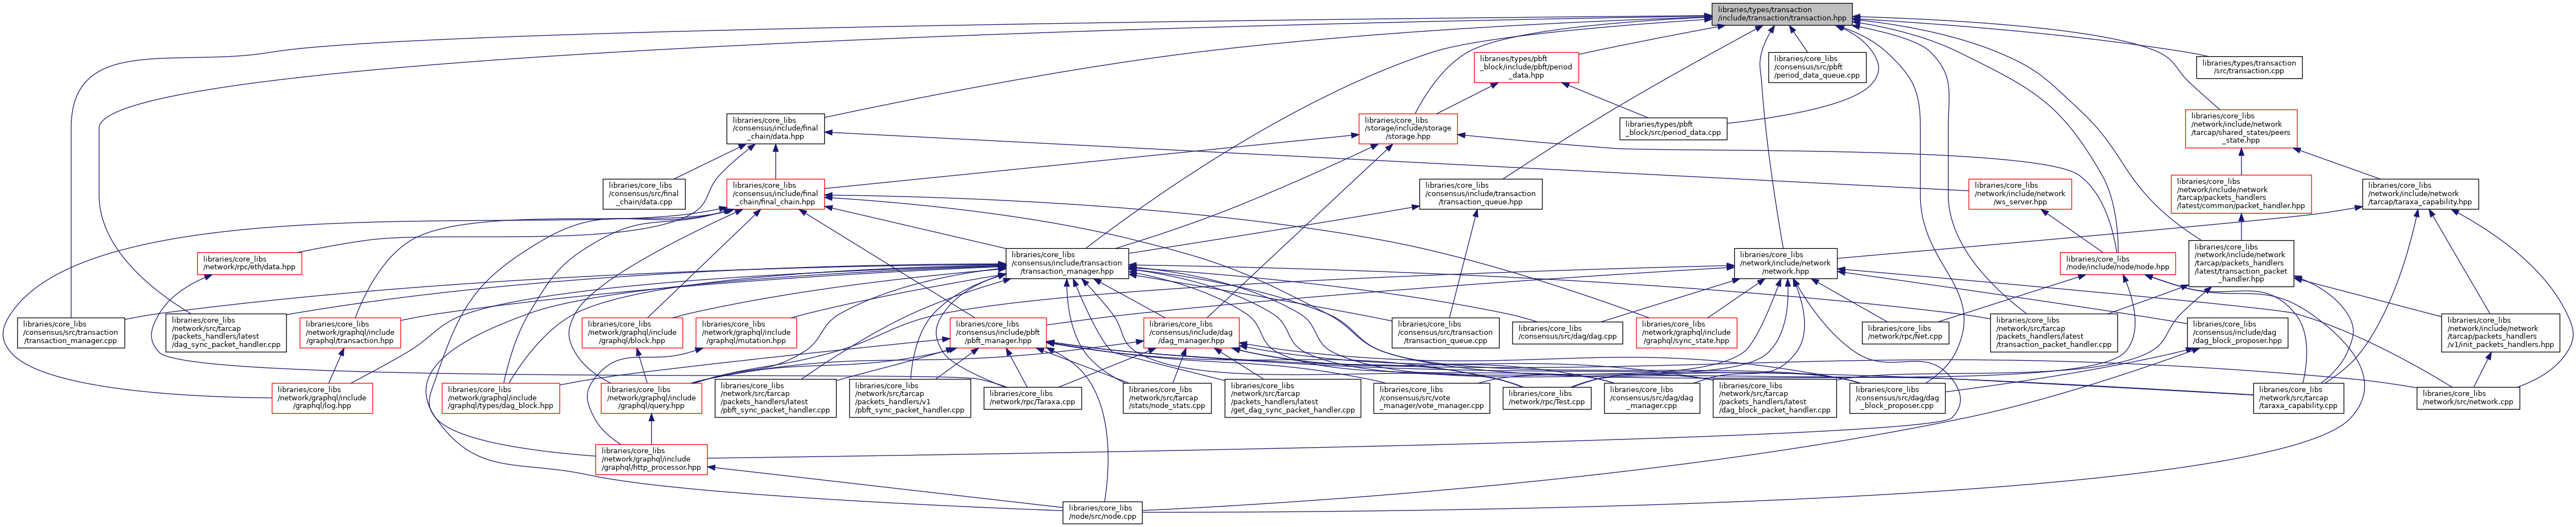 libraries/types/transaction
/include/transaction/transaction.hpp
libraries/types/pbft
_block/include/pbft/period
_data.hpp
libraries/core_libs
/consensus/src/pbft
/period_data_queue.cpp
libraries/types/transaction
/src/transaction.cpp
libraries/core_libs
/consensus/include/final
_chain/data.hpp
libraries/core_libs
/storage/include/storage
/storage.hpp
libraries/types/pbft
_block/src/period_data.cpp
libraries/core_libs
/network/include/network
/tarcap/shared_states/peers
_state.hpp
libraries/core_libs
/consensus/src/final
_chain/data.cpp
libraries/core_libs
/consensus/include/final
_chain/final_chain.hpp
libraries/core_libs
/consensus/include/transaction
/transaction_queue.hpp
libraries/core_libs
/network/include/network
/ws_server.hpp
libraries/core_libs
/network/include/network
/tarcap/packets_handlers
/latest/common/packet_handler.hpp
libraries/core_libs
/network/include/network
/tarcap/taraxa_capability.hpp
libraries/core_libs
/network/rpc/eth/data.hpp
libraries/core_libs
/consensus/include/transaction
/transaction_manager.hpp
libraries/core_libs
/network/include/network
/network.hpp
libraries/core_libs
/node/include/node/node.hpp
libraries/core_libs
/network/include/network
/tarcap/packets_handlers
/latest/transaction_packet
_handler.hpp
libraries/core_libs
/consensus/src/transaction
/transaction_manager.cpp
libraries/core_libs
/network/src/tarcap
/packets_handlers/latest
/dag_sync_packet_handler.cpp
libraries/core_libs
/network/graphql/include
/graphql/transaction.hpp
libraries/core_libs
/network/graphql/include
/graphql/block.hpp
libraries/core_libs
/network/graphql/include
/graphql/mutation.hpp
libraries/core_libs
/consensus/include/pbft
/pbft_manager.hpp
libraries/core_libs
/consensus/include/dag
/dag_manager.hpp
libraries/core_libs
/consensus/src/transaction
/transaction_queue.cpp
libraries/core_libs
/consensus/src/dag/dag.cpp
libraries/core_libs
/network/graphql/include
/graphql/sync_state.hpp
libraries/core_libs
/network/rpc/Net.cpp
libraries/core_libs
/network/src/tarcap
/packets_handlers/latest
/transaction_packet_handler.cpp
libraries/core_libs
/consensus/include/dag
/dag_block_proposer.hpp
libraries/core_libs
/network/include/network
/tarcap/packets_handlers
/v1/init_packets_handlers.hpp
libraries/core_libs
/network/graphql/include
/graphql/log.hpp
libraries/core_libs
/network/graphql/include
/graphql/types/dag_block.hpp
libraries/core_libs
/network/graphql/include
/graphql/query.hpp
libraries/core_libs
/network/src/tarcap
/packets_handlers/latest
/pbft_sync_packet_handler.cpp
libraries/core_libs
/network/src/tarcap
/packets_handlers/v1
/pbft_sync_packet_handler.cpp
libraries/core_libs
/network/rpc/Taraxa.cpp
libraries/core_libs
/network/src/tarcap
/stats/node_stats.cpp
libraries/core_libs
/network/src/tarcap
/packets_handlers/latest
/get_dag_sync_packet_handler.cpp
libraries/core_libs
/consensus/src/vote
_manager/vote_manager.cpp
libraries/core_libs
/network/rpc/Test.cpp
libraries/core_libs
/consensus/src/dag/dag
_manager.cpp
libraries/core_libs
/network/src/tarcap
/packets_handlers/latest
/dag_block_packet_handler.cpp
libraries/core_libs
/consensus/src/dag/dag
_block_proposer.cpp
libraries/core_libs
/network/src/tarcap
/taraxa_capability.cpp
libraries/core_libs
/network/src/network.cpp
libraries/core_libs
/network/graphql/include
/graphql/http_processor.hpp
libraries/core_libs
/node/src/node.cpp